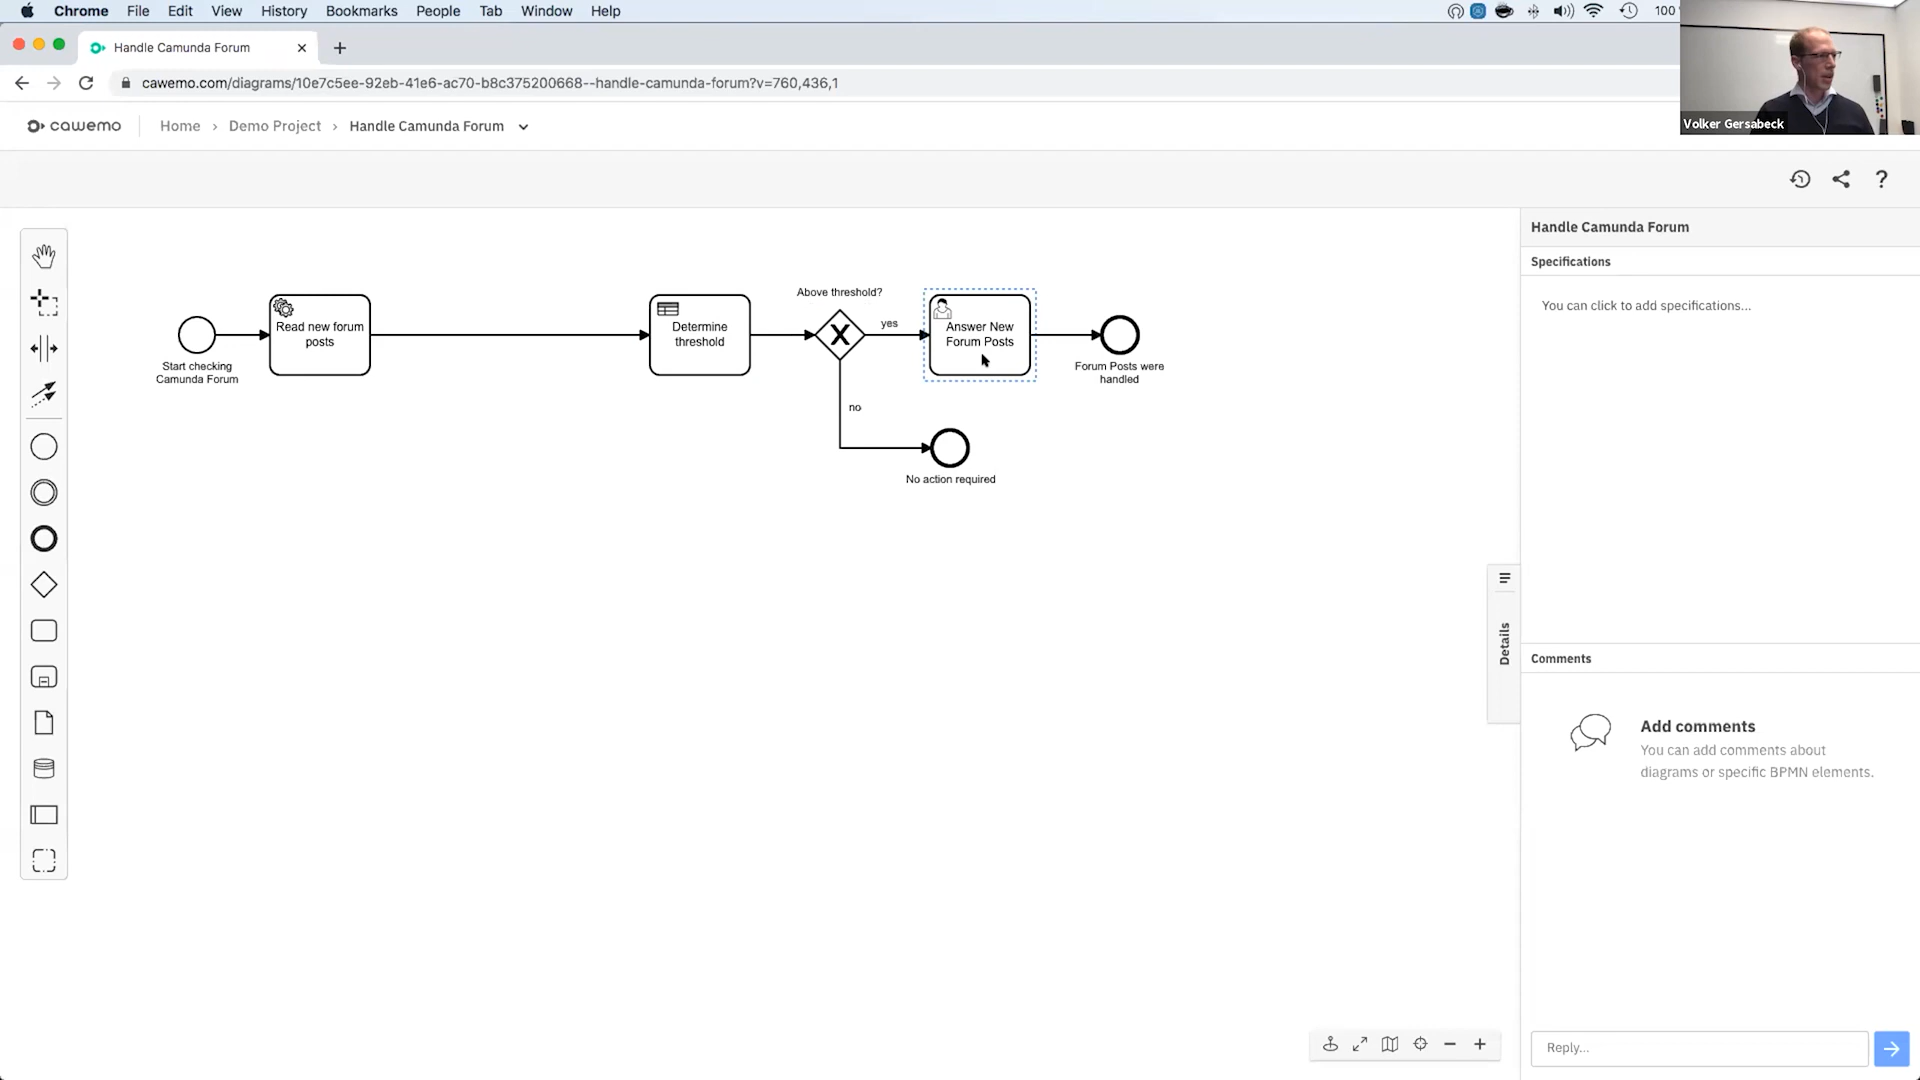 Chrome File Edit View History Bookmarks People Tab Window Help
100
Handle Camunda Forum
cawemo.com/diagrams/10e7c5ee-92eb-41e6-ac70-b8c375200668--handle-camunda-forum?v=760,436,1
Volker Gersabeck
cawemo Home › Demo Project › Handle Camunda Forum
Handle Camunda Forum
Specifications
You can click to add specifications...
Above threshold?
Read new forum
posts
Determine
threshold
yes
Answer New
Forum Posts
Start checking
Camunda Forum
Forum Posts were
handled
no
No action required
Details
Comments
Add comments
You can add comments about
diagrams or specific BPMN elements.
Reply...